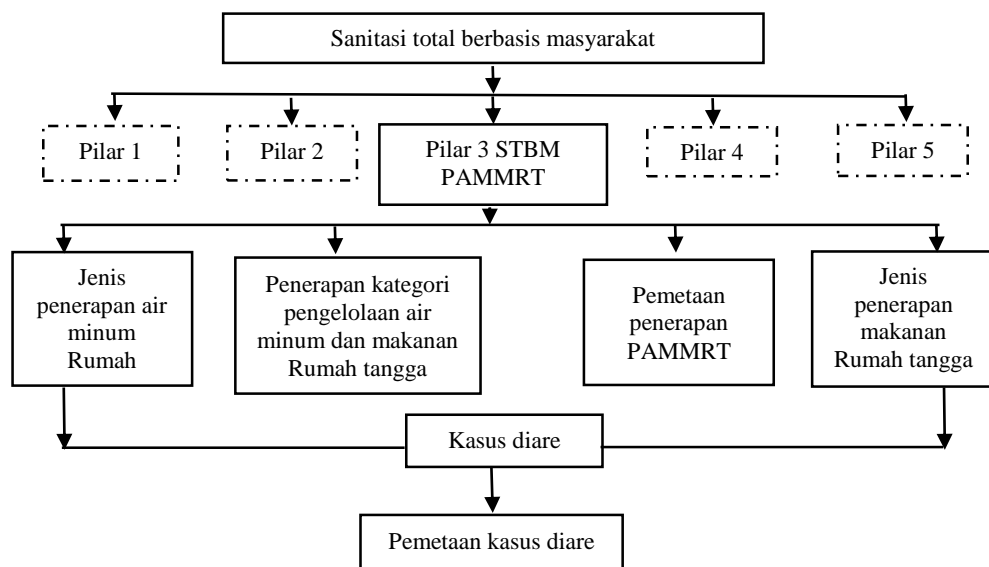 Sanitasi total berbasis masyarakat
Pilar 1
Pilar 2
Pilar 3 STBM
PAMMRT
Pilar 4
Pilar 5
Jenis
penerapan air
minum
Rumah
Penerapan kategori
pengelolaan air
minum dan makanan
Rumah tangga
Pemetaan
penerapan
PAMMRT
Jenis
penerapan
makanan
Rumah tangga
Kasus diare
Pemetaan kasus diare